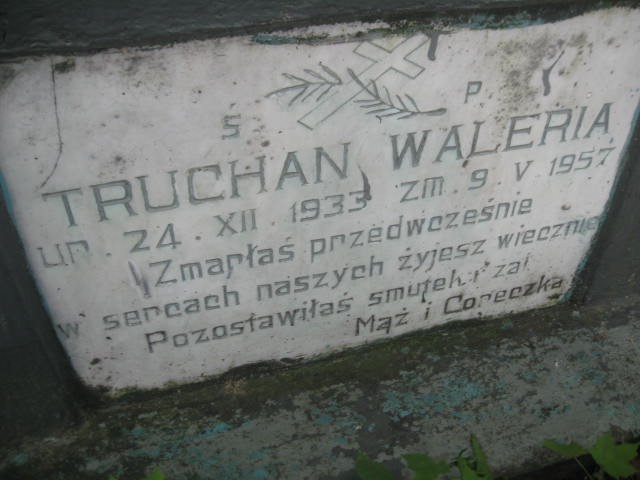 Ś P.
TRUCHAN WALERIA
ur. 24. XII 1933 zm. 9 V 1957
Zmarłaś przedwcześnie
w sercach naszych żyjesz wiecznie
Pozostawiłaś smutek i żal
Mąż i Coreczka